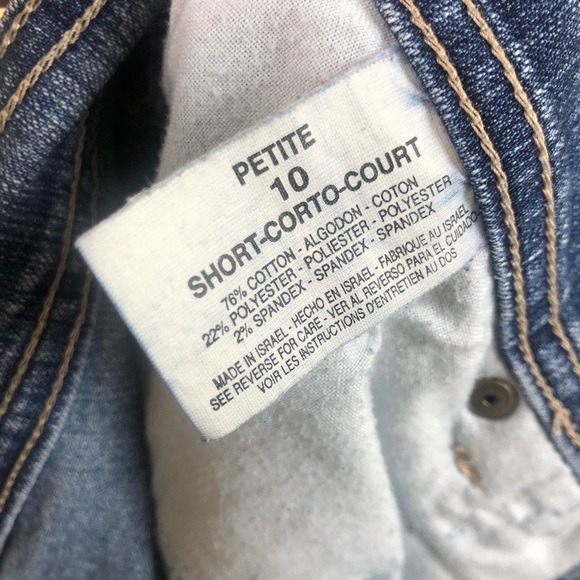 PETITE
10
SHORT-CORTO-COURT
76% COTTON - ALGODON - COTON
22% POLYESTER - POLIESTER - POLYESTER
2% SPANDEX - SPANDEX - SPANDEX
MADE IN ISRAEL - HECHO EN ISRAEL - FABRIQUE AU ISRAEL
SEE REVERSE FOR CARE - VER AL REVERSO PARA EL CUIDADO
VOIR LES INSTRUCTIONS D'ENTRETIEN AU DOS